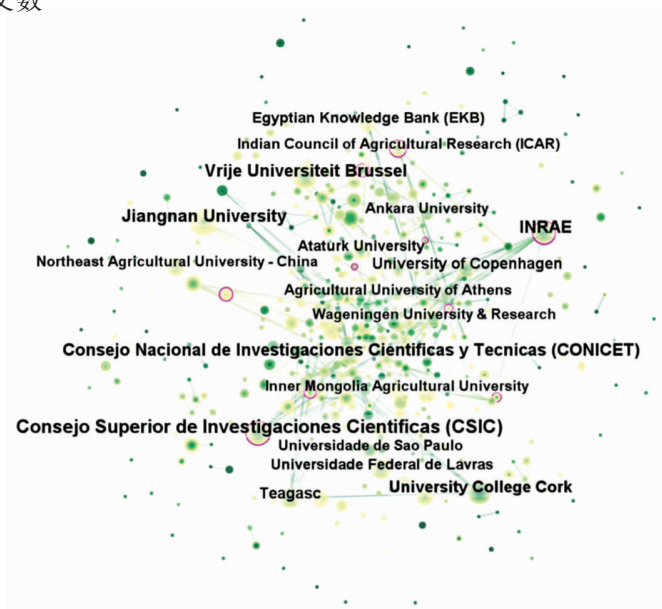 文数
Egyptian Knowledge Bank (EKB)
Indian Council of Agricultural Research (ICAR)
Vrije Universiteit Brussel
Jiangnan University
Ankara University
INRAE
Ataturk University
Northeast Agricultural University - China
University of Copenhagen
Agricultural University of Athens
Wageningen University & Research
Consejo Nacional de Investigaciones Cientificas y Tecnicas (CONICET)
Inner Mongolia Agricultural University
Consejo Superior de Investigaciones Cientificas (CSIC)
Universidade de Sao Paulo
Universidade Federal de Lavras
Teagasc
University College Cork